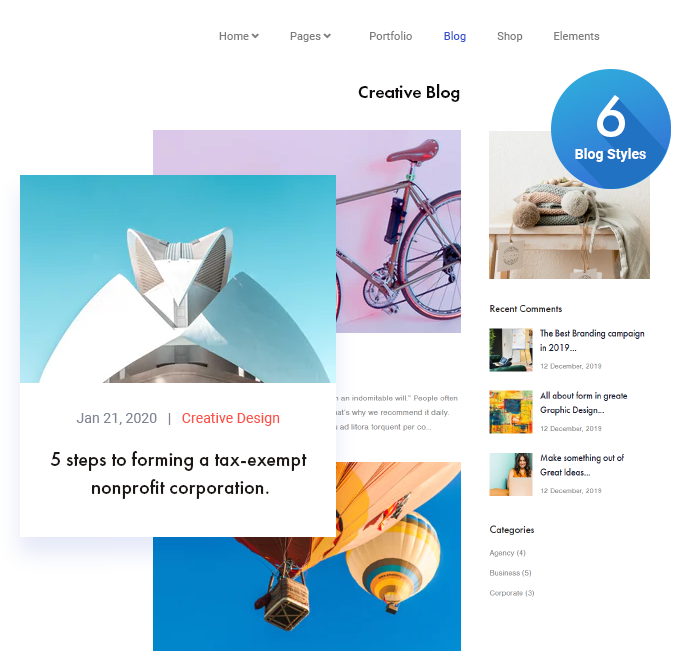 Home
Pages
Portfolio
Blog
Shop
Elements
Creative Blog
6
Blog Styles
Jan 21, 2020 | Creative Design
5 steps to forming a tax-exempt
nonprofit corporation.
an indomitable will." People often
that's why we recommend it daily.
ad litora torquent per co...
Recent Comments
The Best Branding campaign
in 2019...
12 December, 2019
All about form in greate
Graphic Design...
12 December, 2019
Make something out of
Great Ideas...
12 December, 2019
Categories
Agency (4)
Business (5)
Corporate (3)